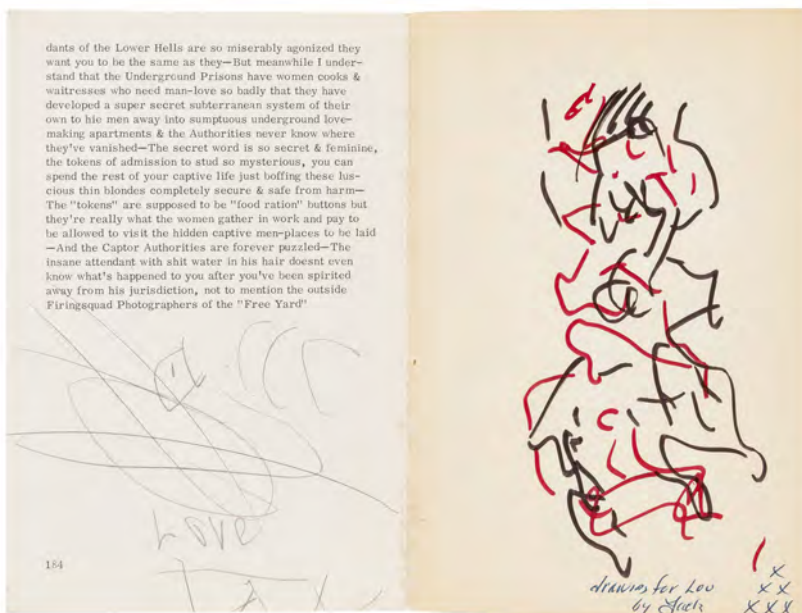 dants of the Lower Hells are so miserably agonized they
want you to be the same as they—But meanwhile I under-
stand that the Underground Prisons have women cooks &
waitresses who need man-love so badly that they have
developed a super secret subterranean system of their
own to hie men away into sumptuous underground love-
making apartments & the Authorities never know where
they've vanished—The secret word is so secret & feminine,
the tokens of admission to stud so mysterious, you can
spend the rest of your captive life just boffing these lus-
cious thin blondes completely secure & safe from harm—
The "tokens" are supposed to be "food ration" buttons but
they're really what the women gather in work and pay to
be allowed to visit the hidden captive men-places to be laid
—And the Captor Authorities are forever puzzled—The
insane attendant with shit water in his hair doesnt even
know what's happened to you after you've been spirited
away from his jurisdiction, not to mention the outside
Firingsquad Photographers of the "Free Yard"
Love
184
for Lou
by
X
X X
X X X